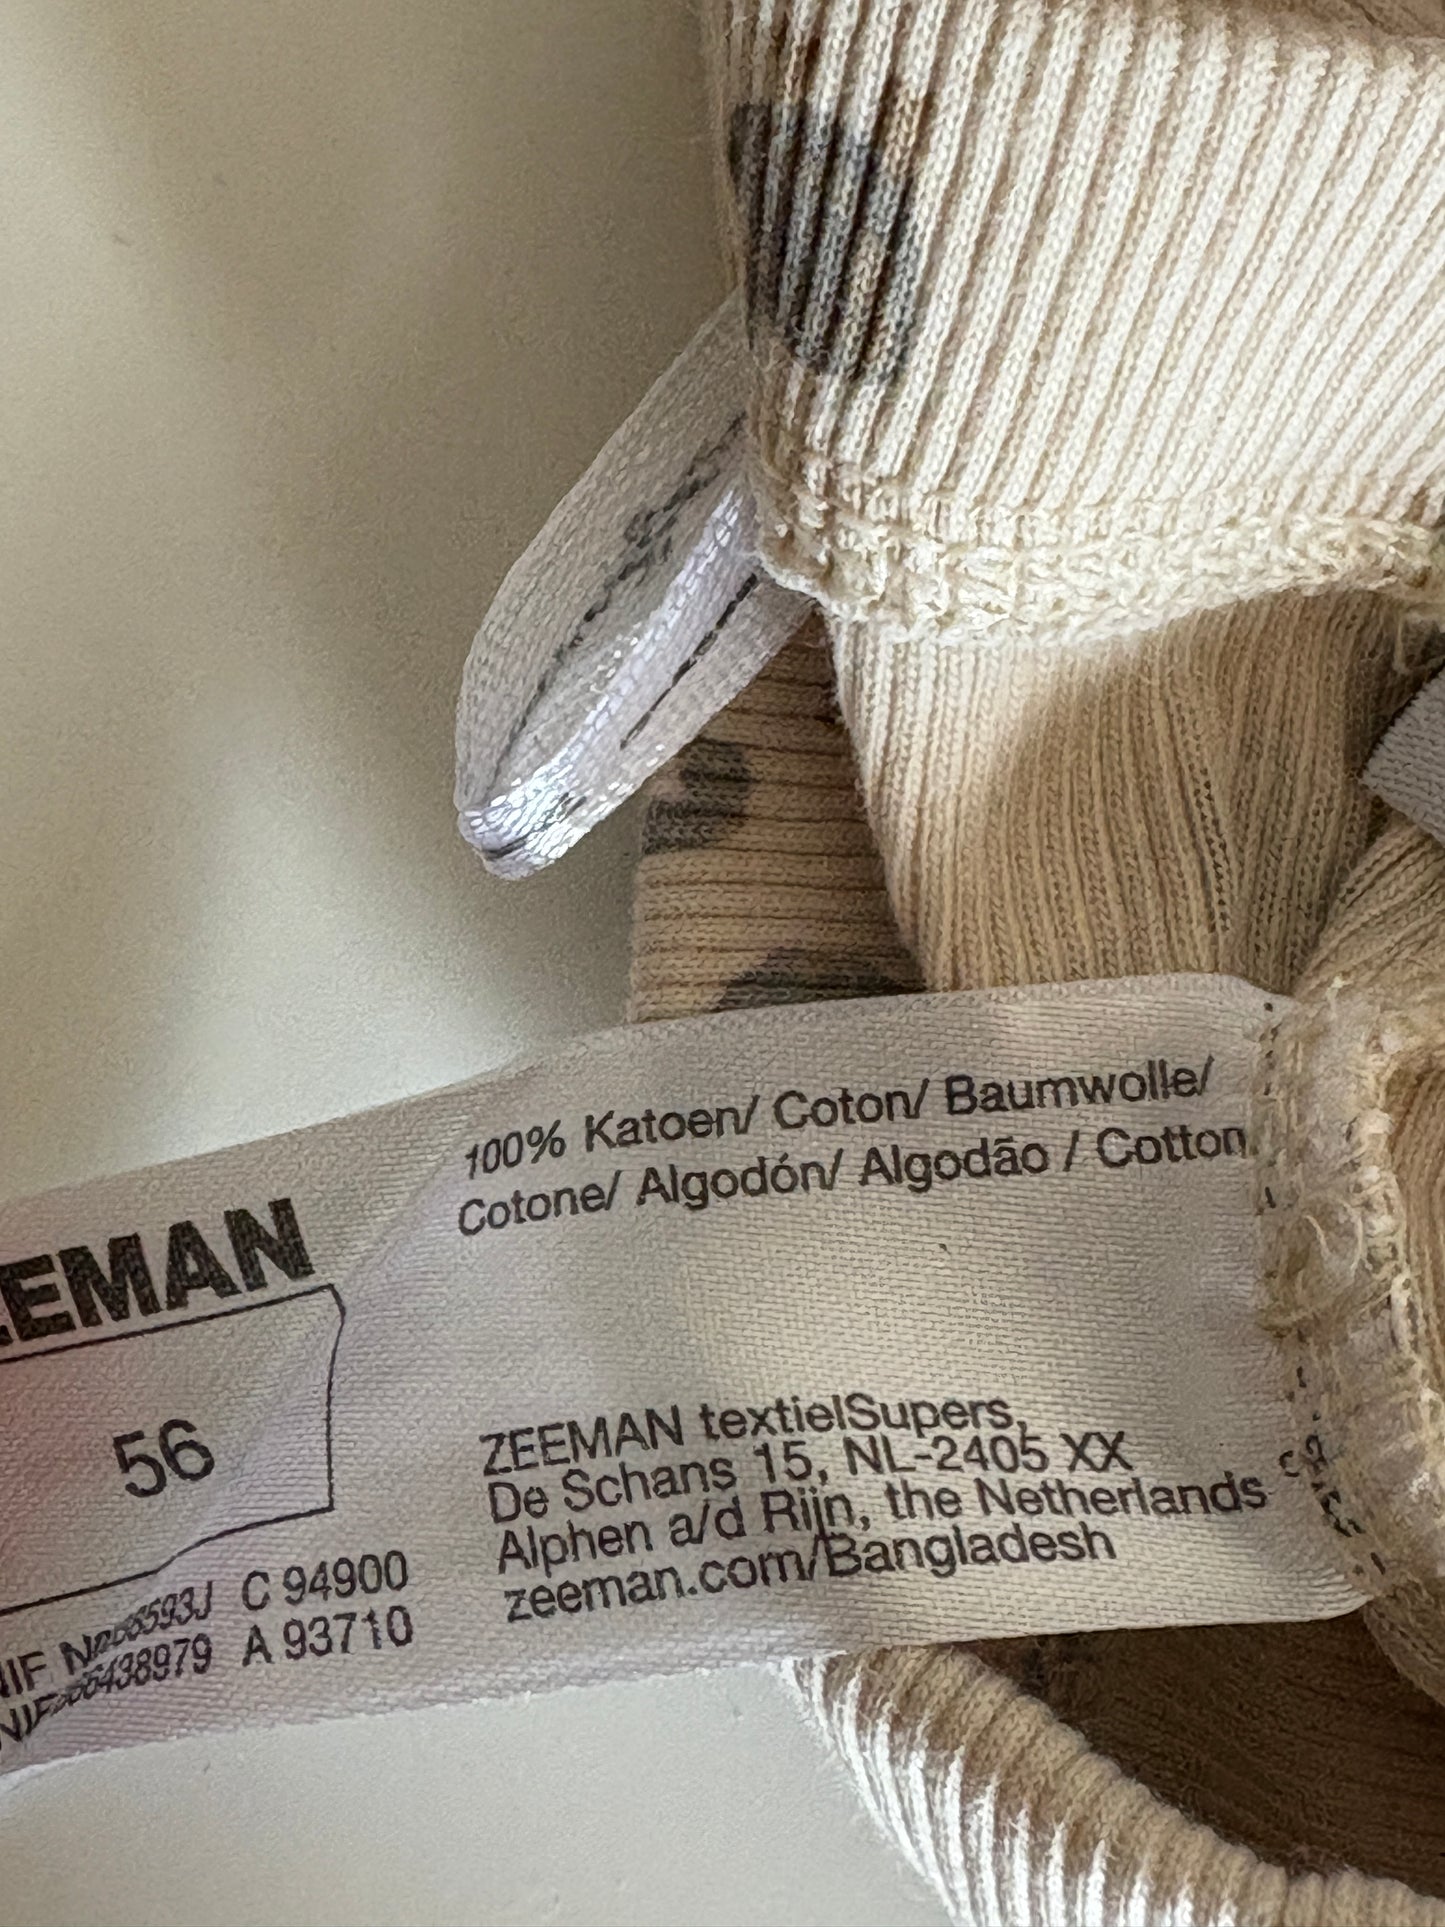 100% Katoen/ Coton/ Baumwolle/
Cotone/ Algodón/ Algodão / Cotton
EEMAN
56
C 94900
A 93710
ZEEMAN textielSupers,
De Schans 15, NL-2405 XX
Alphen a/d Rijn, the Netherlands
zeeman.com/Bangladesh